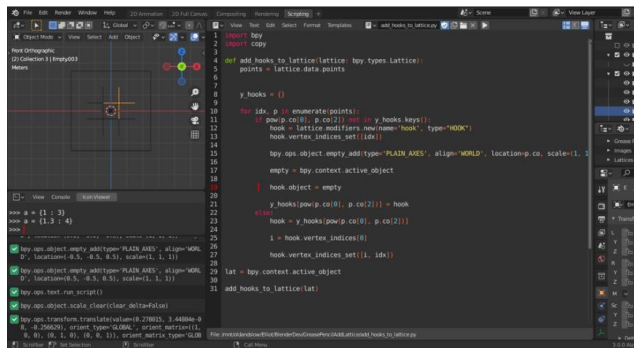 File Edit Render Window Help 2D Animation 2D Full Canvas Compositing Rendering Scripting + Scene View Layer
Global
Object Mode View Select Add Object
View Text Edit Select Format Templates add_hooks_to_lattice.py
Front Orthographic
(2) Collection 3 | Empty.003
Meters
1 import bpy
2 import copy
3
4 def add_hooks_to_lattice(lattice: bpy.types.Lattice):
5 points = lattice.data.points
6
7
8 y_hooks = {}
9
10 for idx, p in enumerate(points):
11 if pow(p.co[0], p.co[2]) not in y_hooks.keys():
12 hook = lattice.modifiers.new(name='hook', type="HOOK")
13 hook.vertex_indices_set([idx])
14
15 bpy.ops.object.empty_add(type='PLAIN_AXES', align='WORLD', location=p.co, scale=(1, 1
16
17 empty = bpy.context.active_object
18
19 hook.object = empty
20
21 y_hooks[pow(p.co[0], p.co[2])] = hook
22 else:
23 hook = y_hooks[pow(p.co[0], p.co[2])]
24
25 i = hook.vertex_indices[0]
26
27 hook.vertex_indices_set([i, idx])
28
29 lat = bpy.context.active_object
30
31 add_hooks_to_lattice(lat)
View Console Icon Viewer
>>> a = {1 : 3}
>>> a = {1.3 : 4}
>>>
bpy.ops.object.empty_add(type='PLAIN_AXES', align='WORL
D', location=(-0.5, -0.5, 0.5), scale=(1, 1, 1))
bpy.ops.object.empty_add(type='PLAIN_AXES', align='WORL
D', location=(0.5, -0.5, 0.5), scale=(1, 1, 1))
bpy.ops.text.run_script()
bpy.ops.object.scale_clear(clear_delta=False)
bpy.ops.transform.translate(value=(0.278015, 3.44804e-0
8, -0.256629), orient_type='GLOBAL', orient_matrix=((1,
0, 0), (0, 1, 0), (0, 0, 1)), orient_matrix_type='GLOB
Grease
Images
Lattices
Transf
Scroll Set Selection Scrollbar Call Menu